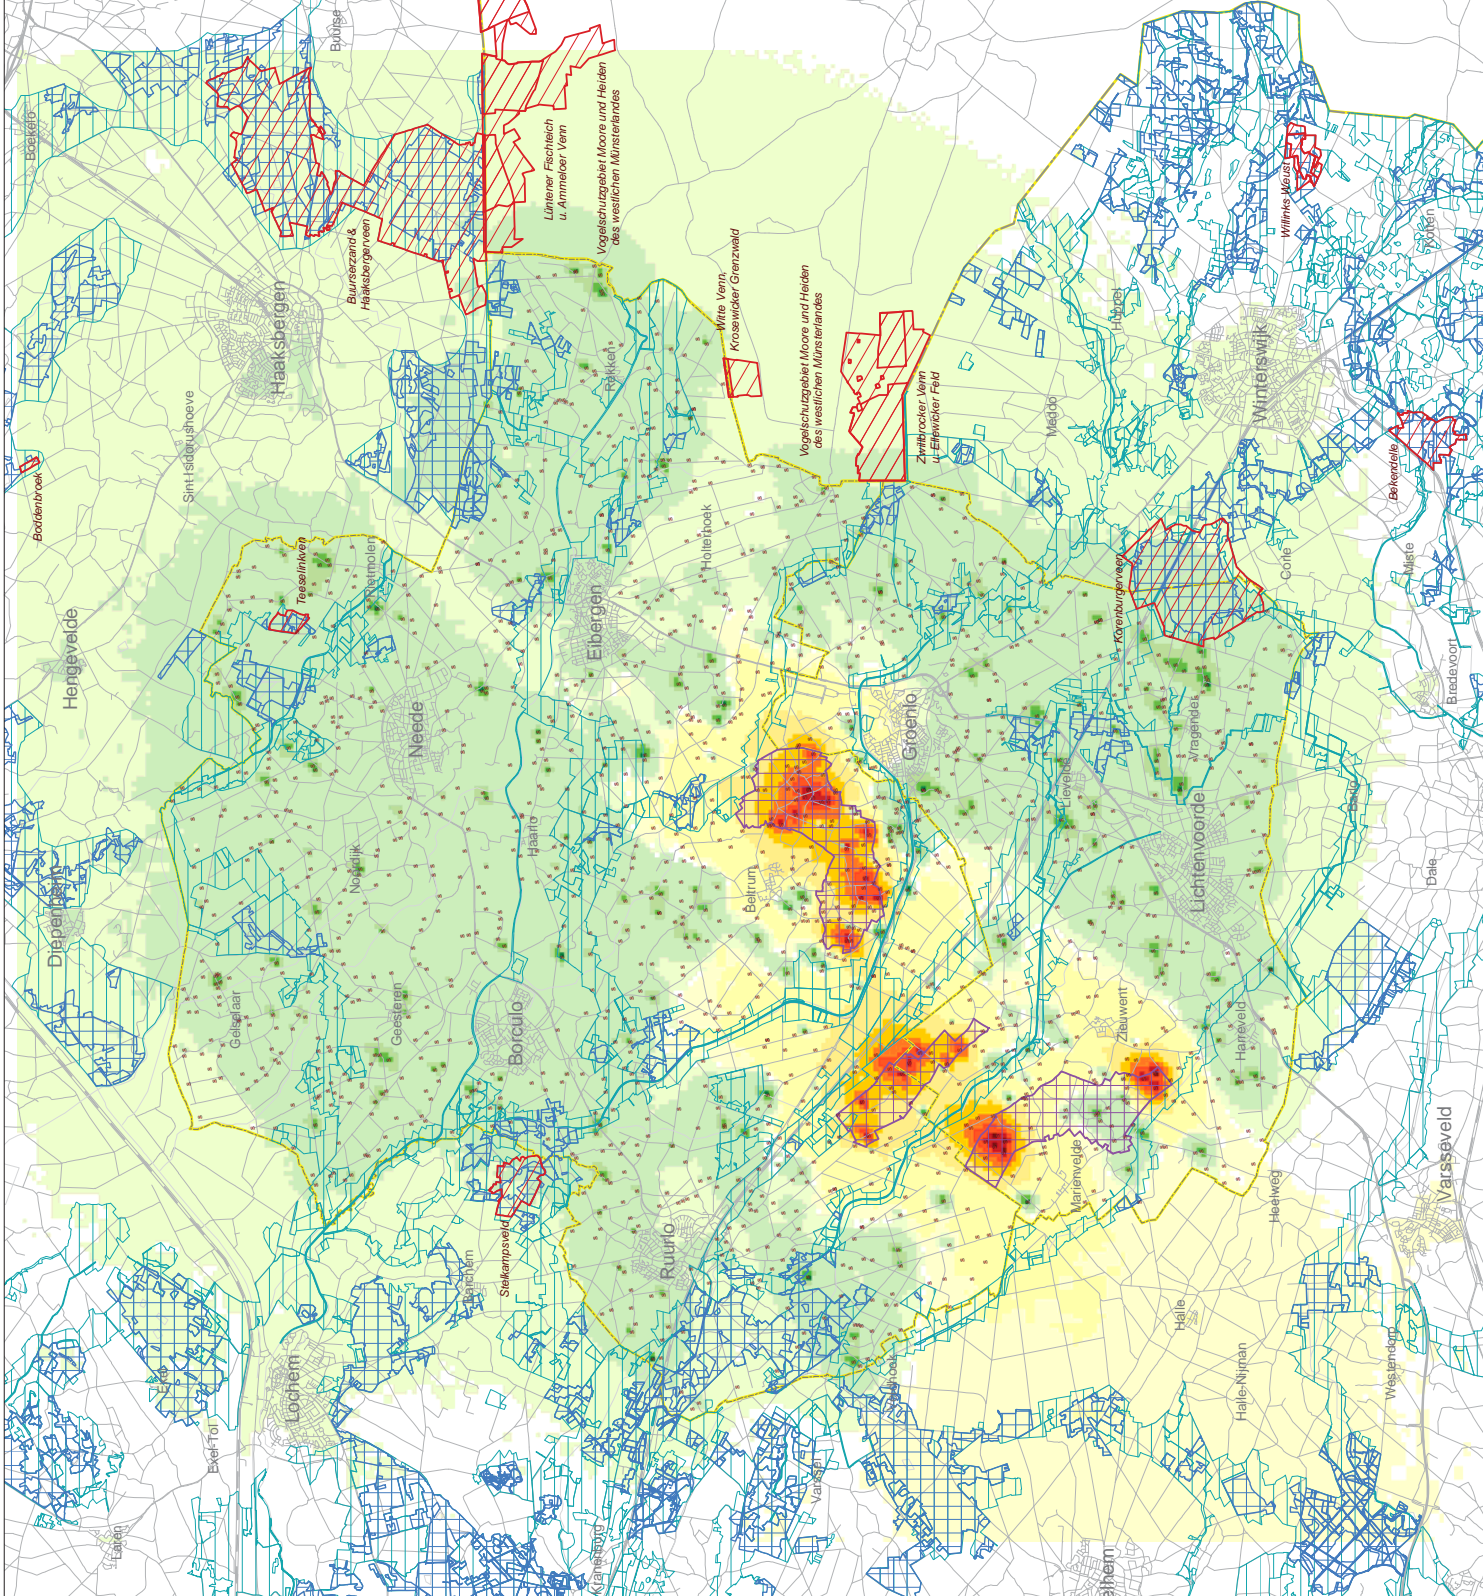 Buurse
Boekelo
Lüntener Fischteich
u. Ammeloer Venn
Vogelschutzgebiet Moore und Heiden
des westlichen Münsterlandes
Buurserzand &
Haaksbergerveen
Haaksbergen
Witte Venn,
Krosewicker Grenzwald
Willinks Weust
Kotten
Huppel
Winterswijk
Vogelschutzgebiet Moore und Heiden
des westlichen Münsterlandes
Zwillbrocker Venn
u. Ellewicker Feld
Rekken
Meddo
Sint Isidorushoeve
Boddenbroek
Bekendelle
Teeselinkven
Rietmolen
Holterhoek
Korenburgerveen
Corle
Miste
Hengevelde
Eibergen
Neede
Groenlo
Bredevoort
Vragender
Lievelde
Barlo
Haarlo
Noordijk
Beltrum
Lichtenvoorde
Dale
Diepenheim
Gelselaar
Geesteren
Borculo
Zieuwent
Harreveld
Varsseveld
Mariënvelde
Heelweg
Stelkampsveld
Barchem
Ruurlo
Halle
Halle-Nijman
Westendorp
Exel
Lochem
Exel-Tol
Laren
Kranenburg
Varssel